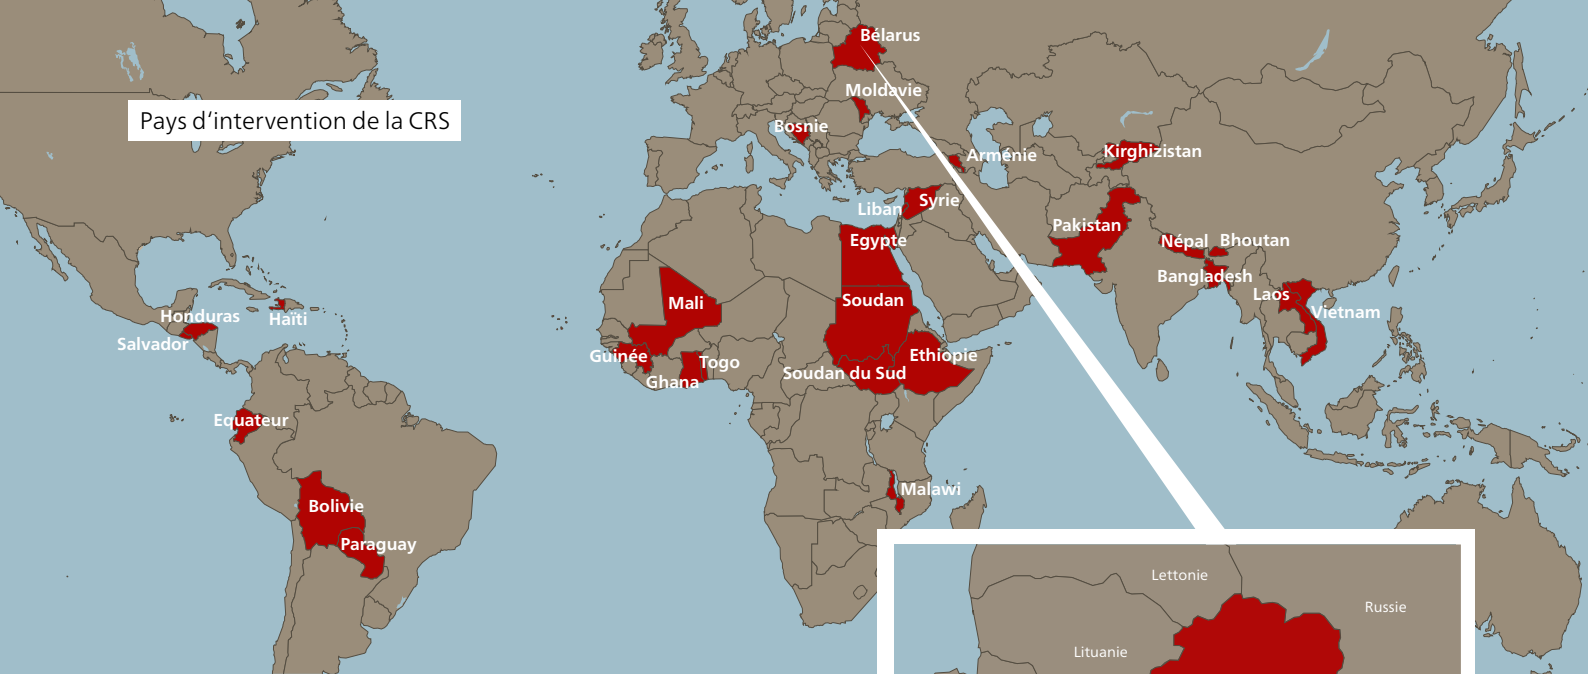 Bélarus
Moldavie
Pays d’intervention de la CRS
Bosnie
Arménie
Kirghizistan
Liban
Syrie
Pakistan
Egypte
Népal
Bhoutan
Bangladesh
Laos
Mali
Soudan
Honduras
Haïti
Vietnam
Salvador
Guinée
Togo
Ethiopie
Ghana
Soudan du Sud
Equateur
Malawi
Bolivie
Paraguay
Lettonie
Russie
Lituanie